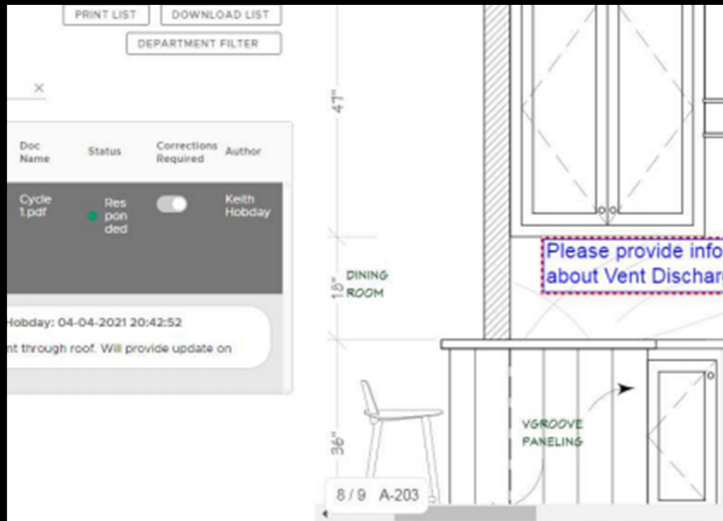 PRINT LIST
DOWNLOAD LIST
DEPARTMENT FILTER
Doc Name
Status
Corrections Required
Author
Cycle 1.pdf
Res
pon
ded
Keith Hobday
Hobday: 04-04-2021 20:42:52
nt through roof. Will provide update on
47"
18"
36"
DINING
ROOM
Please provide info
about Vent Discharg
VGROOVE
PANELING
8 / 9 A-203